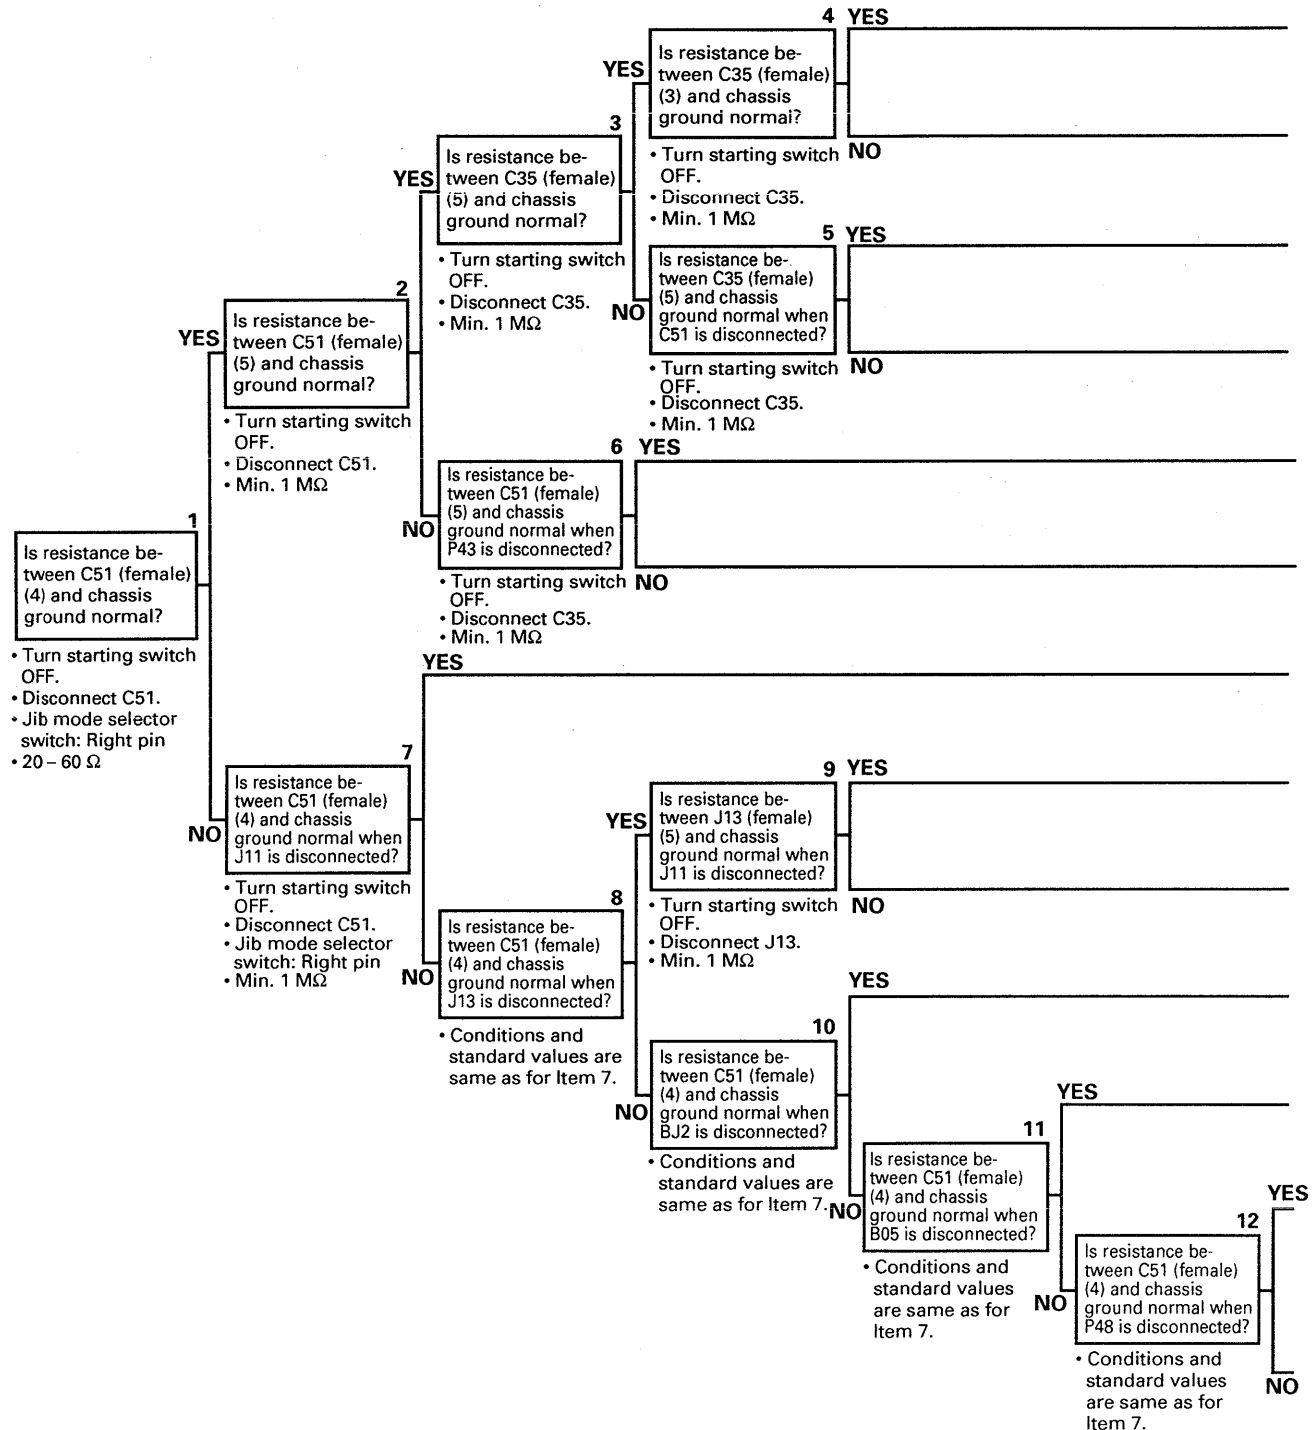 1
Is resistance be-
tween C51 (female)
(4) and chassis
ground normal?
• Turn starting switch
OFF.
• Disconnect C51.
• Jib mode selector
switch: Right pin
• 20 – 60 Ω
YES
2
Is resistance be-
tween C51 (female)
(5) and chassis
ground normal?
• Turn starting switch
OFF.
• Disconnect C51.
• Min. 1 MΩ
YES
3
Is resistance be-
tween C35 (female)
(5) and chassis
ground normal?
• Turn starting switch
OFF.
• Disconnect C35.
• Min. 1 MΩ
YES
4
Is resistance be-
tween C35 (female)
(3) and chassis
ground normal?
• Turn starting switch
OFF.
• Disconnect C35.
• Min. 1 MΩ
YES
NO
NO
5
Is resistance be-
tween C35 (female)
(5) and chassis
ground normal when
C51 is disconnected?
• Turn starting switch
OFF.
• Disconnect C35.
• Min. 1 MΩ
YES
NO
NO
6
Is resistance be-
tween C51 (female)
(5) and chassis
ground normal when
P43 is disconnected?
• Turn starting switch
OFF.
• Disconnect C35.
• Min. 1 MΩ
YES
NO
NO
7
Is resistance be-
tween C51 (female)
(4) and chassis
ground normal when
J11 is disconnected?
• Turn starting switch
OFF.
• Disconnect C51.
• Jib mode selector
switch: Right pin
• Min. 1 MΩ
YES
NO
8
Is resistance be-
tween C51 (female)
(4) and chassis
ground normal when
J13 is disconnected?
• Conditions and
standard values are
same as for Item 7.
YES
9
Is resistance be-
tween J13 (female)
(5) and chassis
ground normal when
J11 is disconnected?
• Turn starting switch
OFF.
• Disconnect J13.
• Min. 1 MΩ
YES
NO
NO
10
Is resistance be-
tween C51 (female)
(4) and chassis
ground normal when
BJ2 is disconnected?
• Conditions and
standard values are
same as for Item 7.
YES
NO
11
Is resistance be-
tween C51 (female)
(4) and chassis
ground normal when
B05 is disconnected?
• Conditions and
standard values
are same as for
Item 7.
YES
NO
12
Is resistance be-
tween C51 (female)
(4) and chassis
ground normal when
P48 is disconnected?
• Conditions and
standard values
are same as for
Item 7.
YES
NO